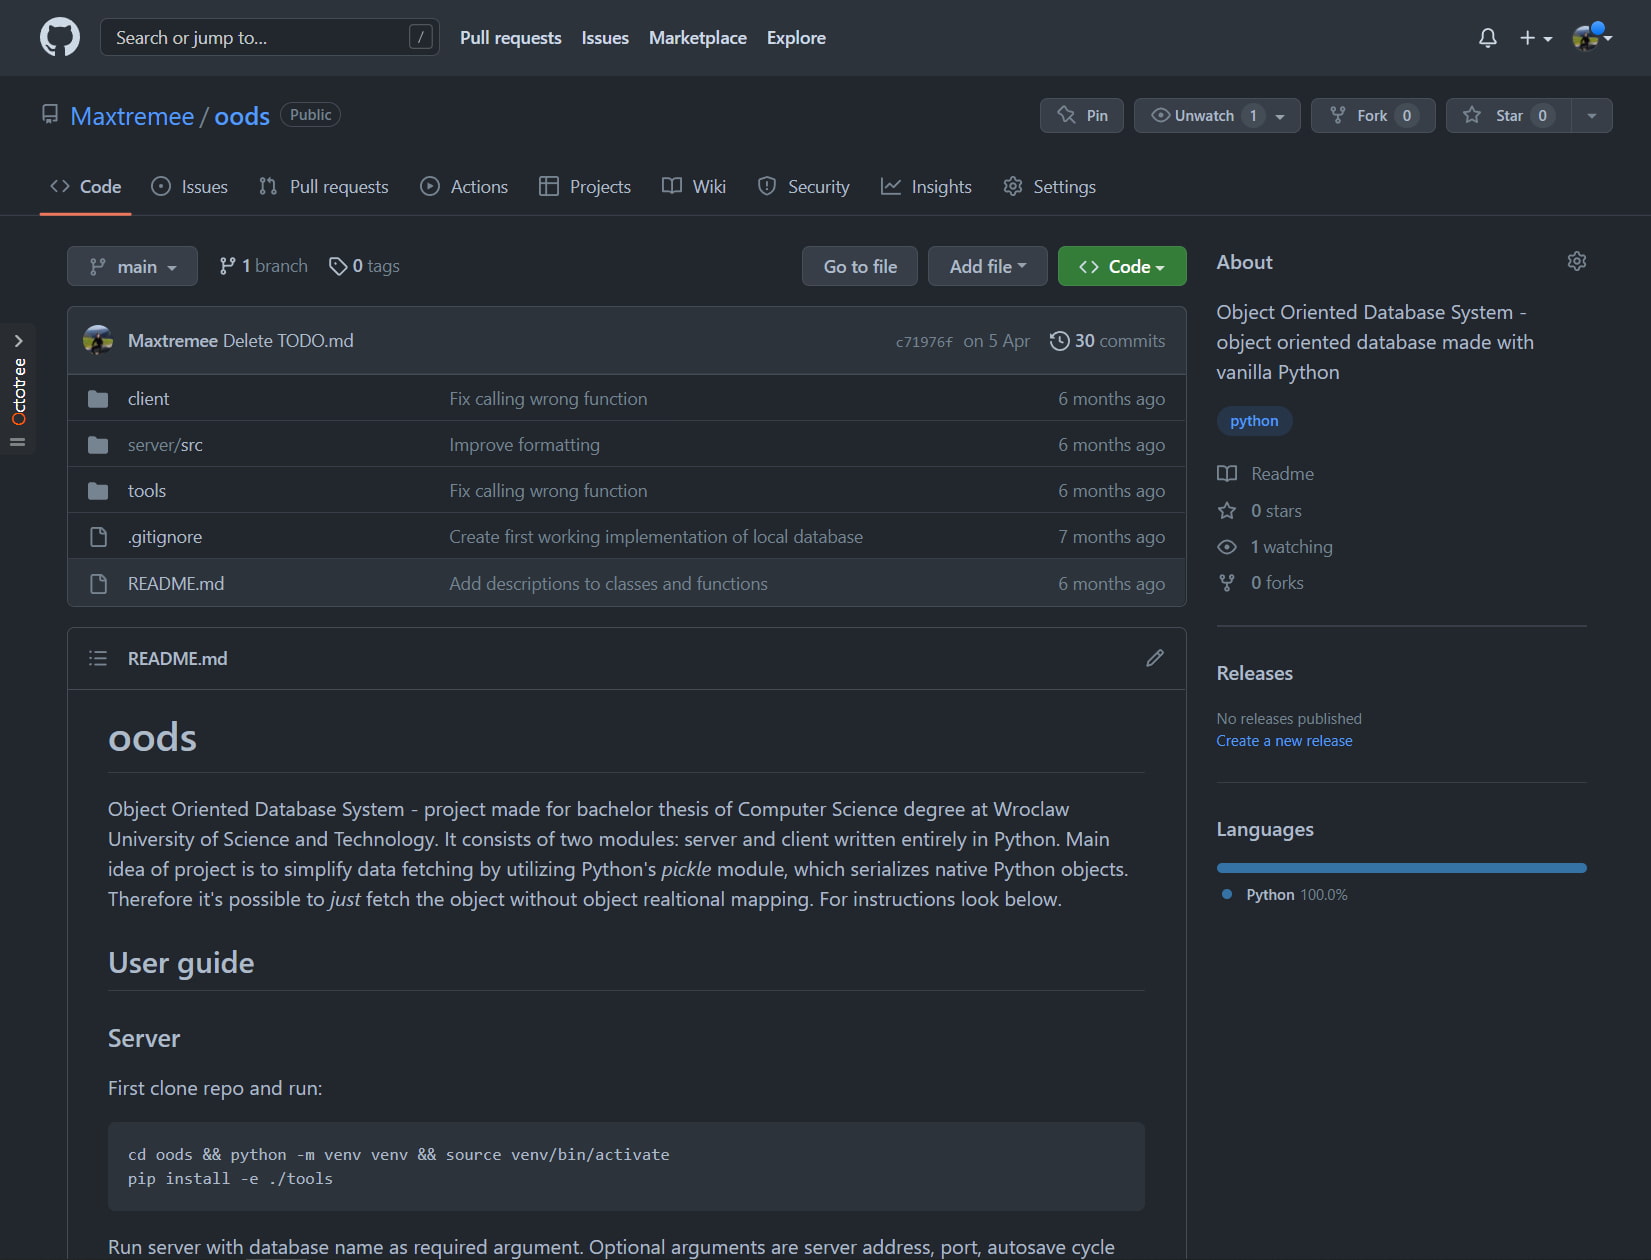 Search or jump to... /
Pull requests Issues Marketplace Explore
Maxtremee / oods Public
Pin Unwatch 1 Fork 0 Star 0
Code Issues Pull requests Actions Projects Wiki Security Insights Settings
main 1 branch 0 tags Go to file Add file Code
Maxtremee Delete TODO.md c71976f on 5 Apr 30 commits
client Fix calling wrong function 6 months ago
server/src Improve formatting 6 months ago
tools Fix calling wrong function 6 months ago
.gitignore Create first working implementation of local database 7 months ago
README.md Add descriptions to classes and functions 6 months ago
Octotree
README.md
oods
Object Oriented Database System - project made for bachelor thesis of Computer Science degree at Wroclaw
University of Science and Technology. It consists of two modules: server and client written entirely in Python. Main
idea of project is to simplify data fetching by utilizing Python's pickle module, which serializes native Python objects.
Therefore it's possible to just fetch the object without object realtional mapping. For instructions look below.
User guide
Server
First clone repo and run:
cd oods && python -m venv venv && source venv/bin/activate
pip install -e ./tools
Run server with database name as required argument. Optional arguments are server address, port, autosave cycle
About
Object Oriented Database System -
object oriented database made with
vanilla Python
python
Readme
0 stars
1 watching
0 forks
Releases
No releases published
Create a new release
Languages
Python 100.0%